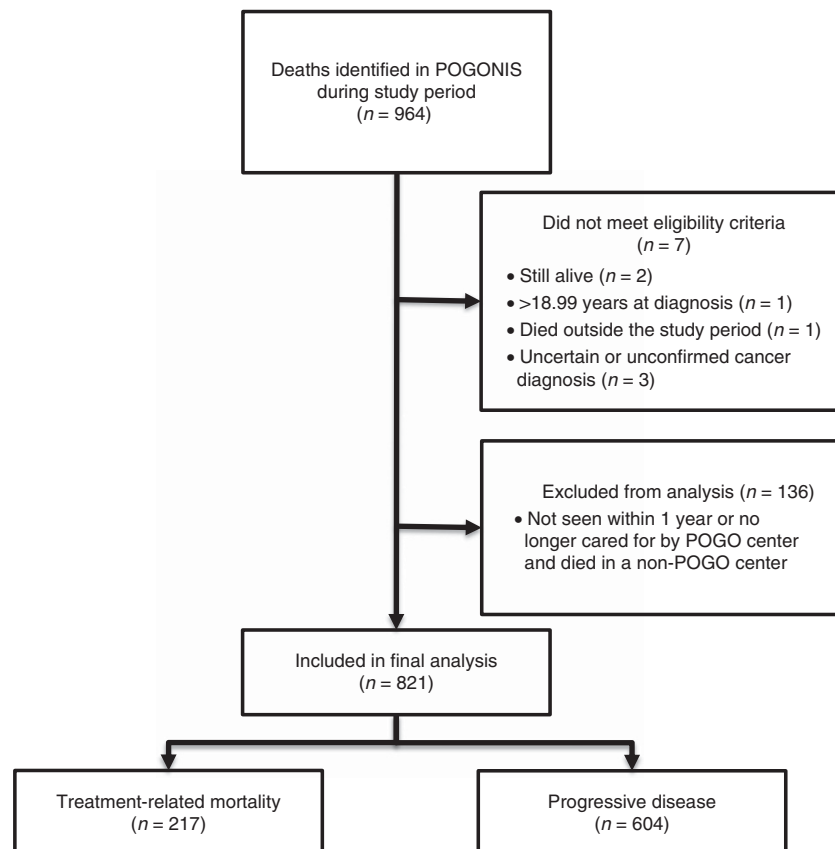 Deaths identified in POGONIS
during study period
(n = 964)
Did not meet eligibility criteria
(n = 7)
• Still alive (n = 2)
• >18.99 years at diagnosis (n = 1)
• Died outside the study period (n = 1)
• Uncertain or unconfirmed cancer
diagnosis (n = 3)
Excluded from analysis (n = 136)
• Not seen within 1 year or no
longer cared for by POGO center
and died in a non-POGO center
Included in final analysis
(n = 821)
Treatment-related mortality
(n = 217)
Progressive disease
(n = 604)